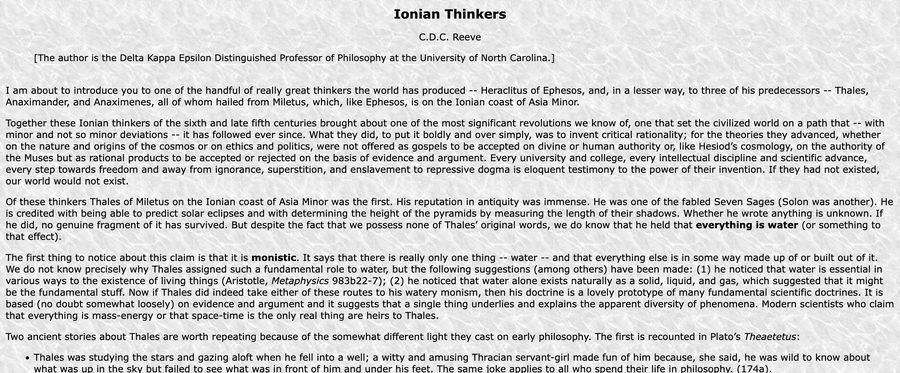 Ionian Thinkers
C.D.C. Reeve
[The author is the Delta Kappa Epsilon Distinguished Professor of Philosophy at the University of North Carolina.]
I am about to introduce you to one of the handful of really great thinkers the world has produced -- Heraclitus of Ephesos, and, in a lesser way, to three of his predecessors -- Thales,
Anaximander, and Anaximenes, all of whom hailed from Miletus, which, like Ephesos, is on the Ionian coast of Asia Minor.
Together these Ionian thinkers of the sixth and late fifth centuries brought about one of the most significant revolutions we know of, one that set the civilized world on a path that -- with
minor and not so minor deviations -- it has followed ever since. What they did, to put it boldly and over simply, was to invent critical rationality; for the theories they advanced, whether
on the nature and origins of the cosmos or on ethics and politics, were not offered as gospels to be accepted on divine or human authority or, like Hesiod's cosmology, on the authority of
the Muses but as rational products to be accepted or rejected on the basis of evidence and argument. Every university and college, every intellectual discipline and scientific advance,
every step towards freedom and away from ignorance, superstition, and enslavement to repressive dogma is eloquent testimony to the power of their invention. If they had not existed,
our world would not exist.
Of these thinkers Thales of Miletus on the Ionian coast of Asia Minor was the first. His reputation in antiquity was immense. He was one of the fabled Seven Sages (Solon was another). He
is credited with being able to predict solar eclipses and with determining the height of the pyramids by measuring the length of their shadows. Whether he wrote anything is unknown. If
he did, no genuine fragment of it has survived. But despite the fact that we possess none of Thales' original words, we do know that he held that everything is water (or something to
that effect).
The first thing to notice about this claim is that it is monistic. It says that there is really only one thing -- water -- and that everything else is in some way made up of or built out of it.
We do not know precisely why Thales assigned such a fundamental role to water, but the following suggestions (among others) have been made: (1) he noticed that water is essential in
various ways to the existence of living things (Aristotle, Metaphysics 983b22-7); (2) he noticed that water alone exists naturally as a solid, liquid, and gas, which suggested that it might
be the fundamental stuff. Now if Thales did indeed take either of these routes to his watery monism, then his doctrine is a lovely prototype of many fundamental scientific doctrines. It is
based (no doubt somewhat loosely) on evidence and argument and it suggests that a single thing underlies and explains the apparent diversity of phenomena. Modern scientists who claim
that everything is mass-energy or that space-time is the only real thing are heirs to Thales.
Two ancient stories about Thales are worth repeating because of the somewhat different light they cast on early philosophy. The first is recounted in Plato's Theaetetus:
• Thales was studying the stars and gazing aloft when he fell into a well; a witty and amusing Thracian servant-girl made fun of him because, she said, he was wild to know about
what was up in the sky but failed to see what was in front of him and under his feet. The same joke applies to all who spend their life in philosophy. (174a).